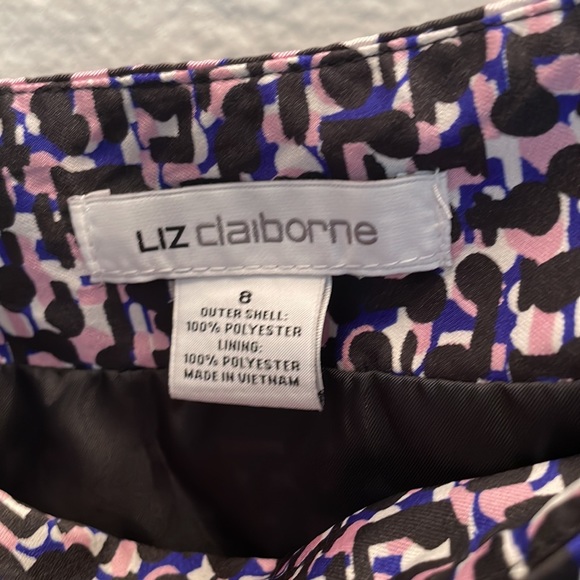 LIZ claiborne
8
OUTER SHELL:
100% POLYESTER
LINING:
100% POLYESTER
MADE IN VIETNAM